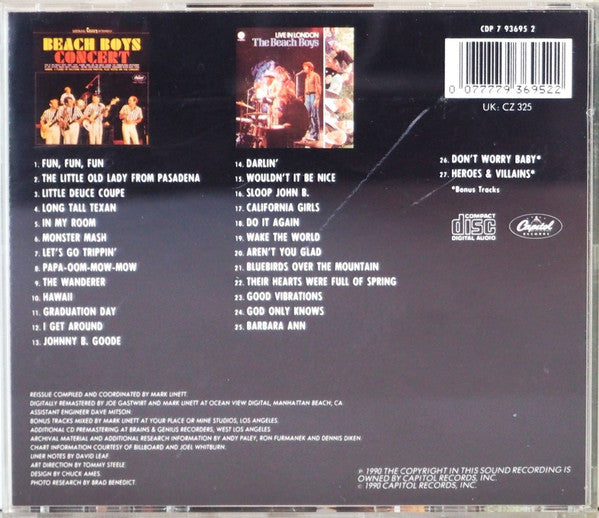 BEACH BOYS
CONCERT
LIVE IN LONDON
The Beach Boys
CDP 7 93695 2
0 077779 369522
UK: CZ 325
1. FUN, FUN, FUN
2. THE LITTLE OLD LADY FROM PASADENA
3. LITTLE DEUCE COUPE
4. LONG TALL TEXAN
5. IN MY ROOM
6. MONSTER MASH
7. LET'S GO TRIPPIN'
8. PAPA-OOM-MOW-MOW
9. THE WANDERER
10. HAWAII
11. GRADUATION DAY
12. I GET AROUND
13. JOHNNY B. GOODE
14. DARLIN'
15. WOULDN'T IT BE NICE
16. SLOOP JOHN B.
17. CALIFORNIA GIRLS
18. DO IT AGAIN
19. WAKE THE WORLD
20. AREN'T YOU GLAD
21. BLUEBIRDS OVER THE MOUNTAIN
22. THEIR HEARTS WERE FULL OF SPRING
23. GOOD VIBRATIONS
24. GOD ONLY KNOWS
25. BARBARA ANN
26. DON'T WORRY BABY*
27. HEROES & VILLAINS*
*Bonus Tracks
COMPACT
disc
DIGITAL AUDIO
Capitol
RECORDS
REISSUE COMPILED AND COORDINATED BY MARK LINETT.
DIGITALLY REMASTERED BY JOE GASTWIRT AND MARK LINETT AT OCEAN VIEW DIGITAL, MANHATTAN BEACH, CA.
ASSISTANT ENGINEER DAVE MITSON.
BONUS TRACKS MIXED BY MARK LINETT AT YOUR PLACE OR MINE STUDIOS, LOS ANGELES.
ADDITIONAL CD PREMASTERING AT BRAINS & GENIUS RECORDERS, WEST LOS ANGELES
ARCHIVAL MATERIAL AND ADDITIONAL RESEARCH INFORMATION BY ANDY PALEY, RON FURMANEK AND DENNIS DIKEN.
CHART INFORMATION COURTESY OF BILLBOARD AND JOEL WHITBURN.
LINER NOTES BY DAVID LEAF.
ART DIRECTION BY TOMMY STEELE.
DESIGN BY CHUCK AMES.
PHOTO RESEARCH BY BRAD BENEDICT.
℗ 1990 THE COPYRIGHT IN THIS SOUND RECORDING IS
OWNED BY CAPITOL RECORDS, INC.
© 1990 CAPITOL RECORDS, INC.